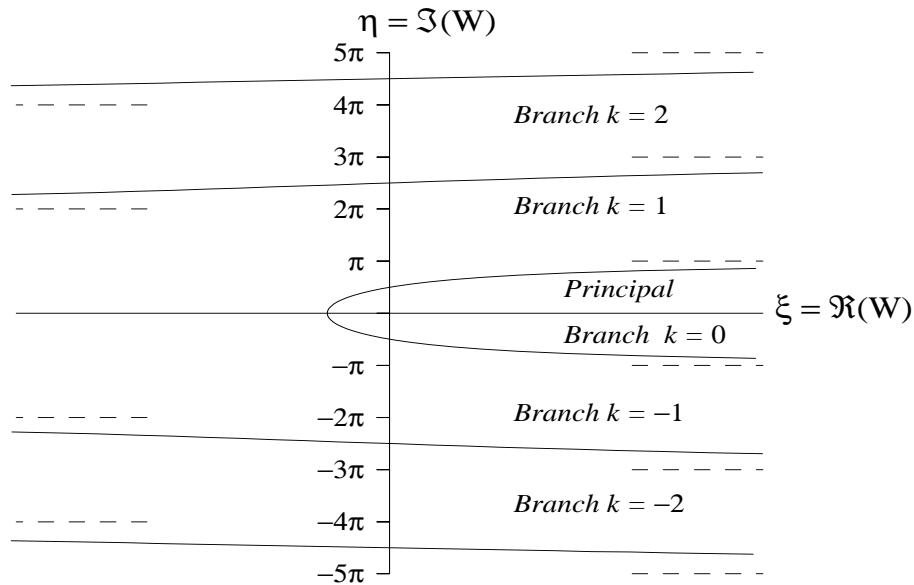 η = ℑ(W)
5π
4π
Branch k = 2
3π
2π
Branch k = 1
π
Principal
ξ = ℜ(W)
Branch k = 0
−π
−2π
Branch k = −1
−3π
Branch k = −2
−4π
−5π